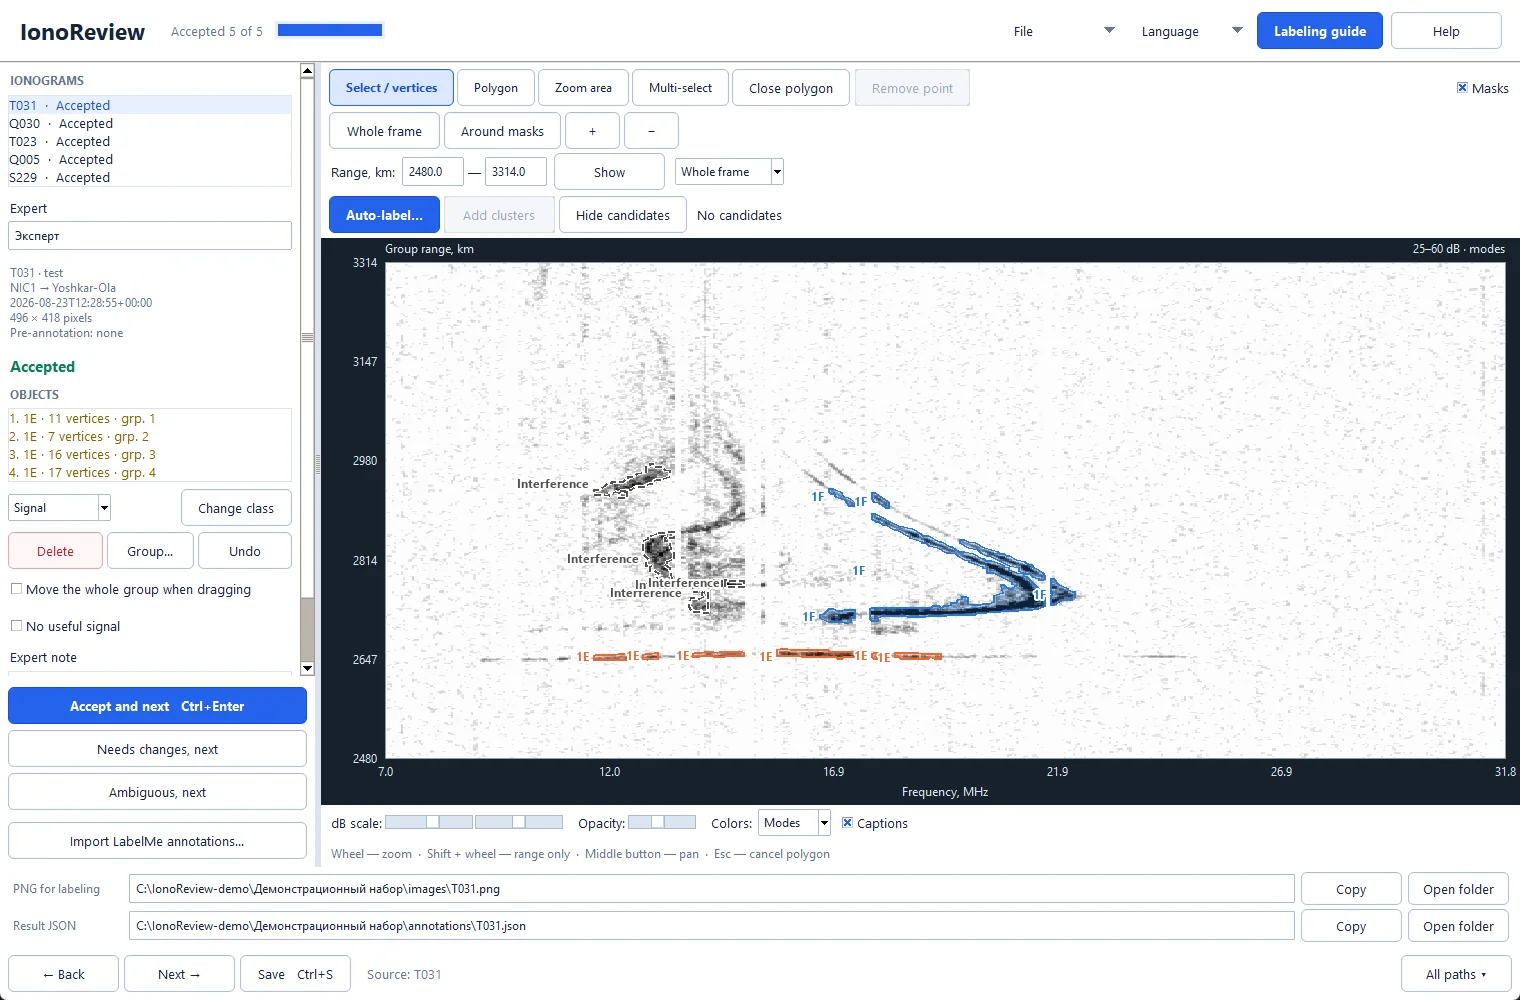 IonoReview
Accepted 5 of 5
File
Language
Labeling guide
Help
IONOGRAMS
T031 · Accepted
Q030 · Accepted
T023 · Accepted
Q005 · Accepted
S229 · Accepted
Expert
Эксперт
T031 · test
NIC1 → Yoshkar-Ola
2026-08-23T12:28:55+00:00
496 × 418 pixels
Pre-annotation: none
Accepted
OBJECTS
1. 1E · 11 vertices · grp. 1
2. 1E · 7 vertices · grp. 2
3. 1E · 16 vertices · grp. 3
4. 1E · 17 vertices · grp. 4
Signal
Change class
Delete
Group...
Undo
Move the whole group when dragging
No useful signal
Expert note
Accept and next Ctrl+Enter
Needs changes, next
Ambiguous, next
Import LabelMe annotations...
Select / vertices
Polygon
Zoom area
Multi-select
Close polygon
Remove point
Masks
Whole frame
Around masks
+
−
Range, km:
2480.0
—
3314.0
Show
Whole frame
Auto-label...
Add clusters
Hide candidates
No candidates
Group range, km
25–60 dB · modes
3314
3147
2980
2814
2647
2480
Interference
Interference
Interference
Interference
1F
1F
1F
1F
1F
1E
1E
1E
1E
1E
1E
7.0
12.0
16.9
21.9
26.9
31.8
Frequency, MHz
dB scale:
Opacity:
Colors:
Modes
Captions
Wheel — zoom · Shift + wheel — range only · Middle button — pan · Esc — cancel polygon
PNG for labeling
C:\IonoReview-demo\Демонстрационный набор\images\T031.png
Copy
Open folder
Result JSON
C:\IonoReview-demo\Демонстрационный набор\annotations\T031.json
Copy
Open folder
← Back
Next →
Save Ctrl+S
Source: T031
All paths ▾